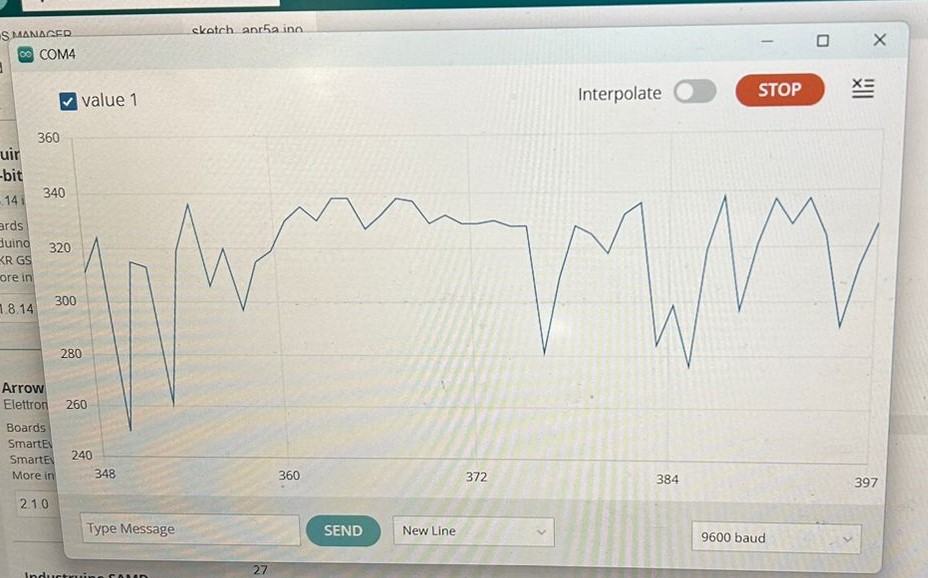 S MANAGER
sketch_apr5a.ino
COM4
value 1
Interpolate
STOP
360
340
320
300
280
260
240
348
360
372
384
397
Type Message
SEND
New Line
9600 baud
uir
-bit
.14 i
ards
duino
KR GS
ore in
1.8.14
Arrow
Elettron
Boards
SmartEv
SmartEv
More in
2.1.0
Industruino SAMD
27